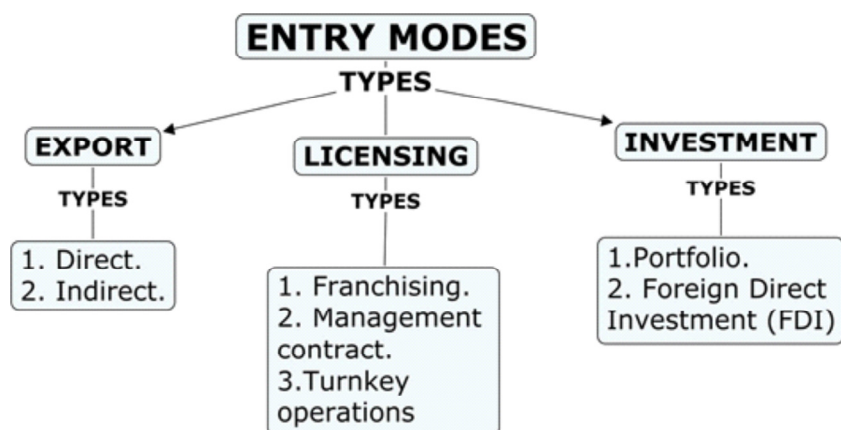 ENTRY MODES
TYPES
EXPORT
TYPES
1. Direct.
2. Indirect.
LICENSING
TYPES
1. Franchising.
2. Management
contract.
3.Turnkey
operations
INVESTMENT
TYPES
1.Portfolio.
2. Foreign Direct
Investment (FDI)